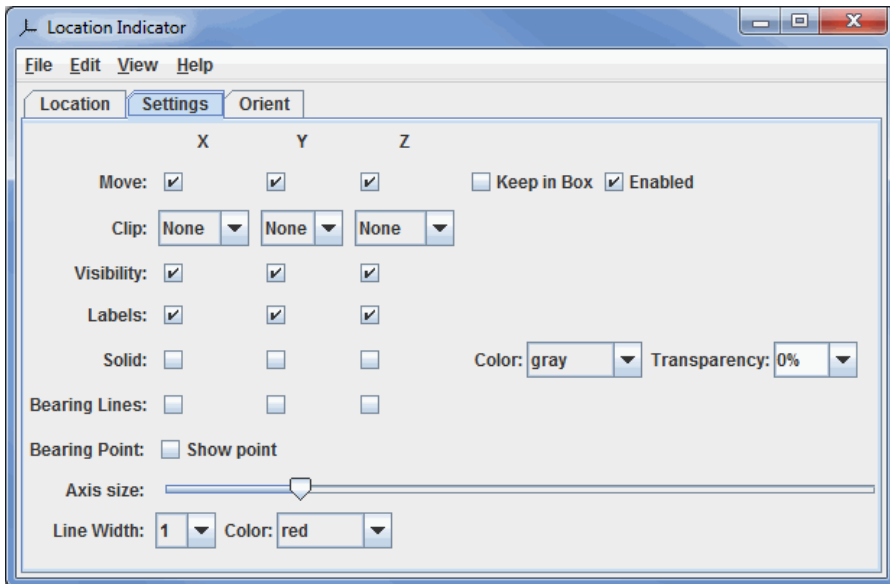 Location Indicator
File Edit View Help
Location Settings Orient
X Y Z
Move: Keep in Box Enabled
Clip: None None None
Visibility:
Labels:
Solid: Color: gray Transparency: 0%
Bearing Lines:
Bearing Point: Show point
Axis size:
Line Width: 1 Color: red